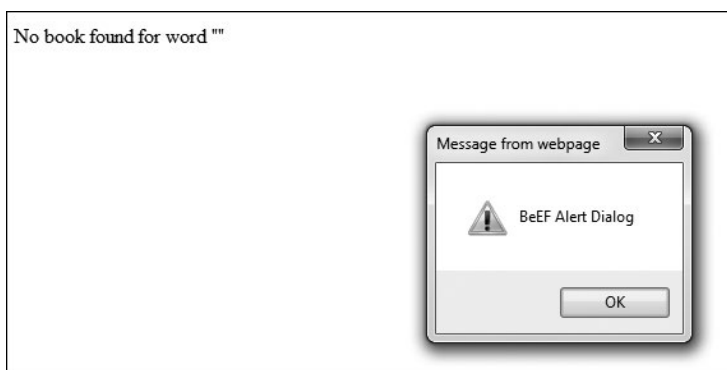 No book found for word ""
Message from webpage
BeEF Alert Dialog
OK